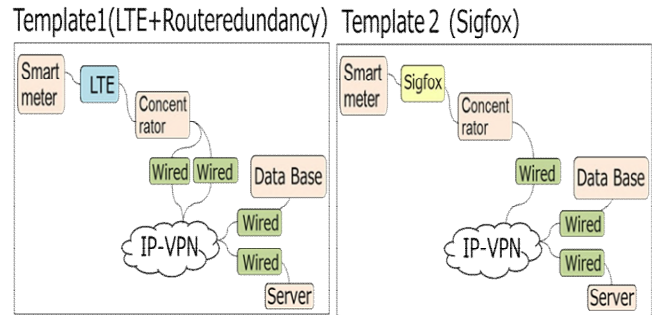 Template1(LTE+Routeredundancy)
Smart
meter
LTE
Concent
rator
Wired
Wired
Data Base
IP-VPN
Wired
Wired
Server
Template 2 (Sigfox)
Smart
meter
Sigfox
Concent
rator
Wired
Data Base
IP-VPN
Wired
Wired
Server